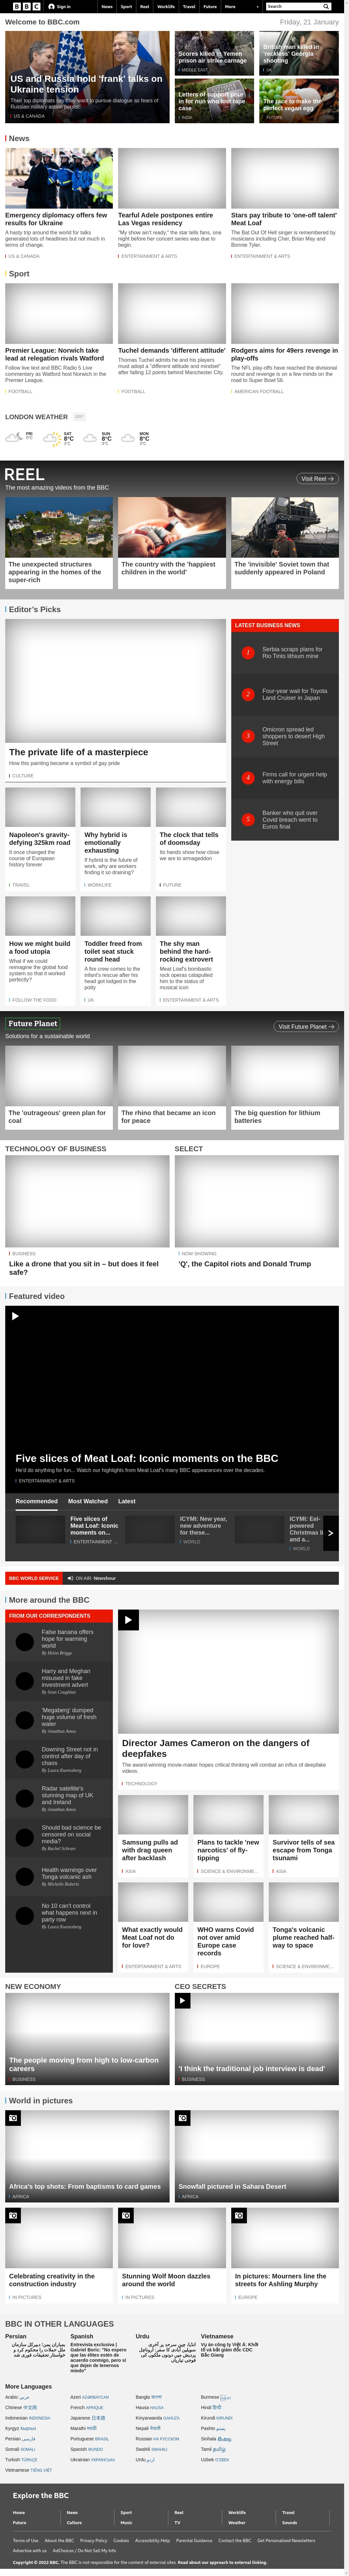 BBC
Sign in
News
Sport
Reel
Worklife
Travel
Future
More
Search
Welcome to BBC.com
Friday, 21 January
US and Russia hold 'frank' talks on
Ukraine tension
Their top diplomats say they want to pursue dialogue as fears of
Russian military action persist.
US & CANADA
Scores killed in Yemen
prison air strike carnage
MIDDLE EAST
British man killed in
'reckless' Georgia
shooting
UK
Letters of support pour
in for nun who lost rape
case
INDIA
The race to make the
perfect vegan egg
FUTURE
News
Emergency diplomacy offers few
results for Ukraine
A hasty trip around the world for talks
generated lots of headlines but not much in
terms of change.
US & CANADA
Tearful Adele postpones entire
Las Vegas residency
"My show ain't ready," the star tells fans, one
night before her concert series was due to
begin.
ENTERTAINMENT & ARTS
Stars pay tribute to 'one-off talent'
Meat Loaf
The Bat Out Of Hell singer is remembered by
musicians including Cher, Brian May and
Bonnie Tyler.
ENTERTAINMENT & ARTS
Sport
Premier League: Norwich take
lead at relegation rivals Watford
Follow live text and BBC Radio 5 Live
commentary as Watford host Norwich in the
Premier League.
FOOTBALL
Tuchel demands 'different attitude'
Thomas Tuchel admits he and his players
must adopt a "different attitude and mindset"
after falling 12 points behind Manchester City.
FOOTBALL
Rodgers aims for 49ers revenge in
play-offs
The NFL play-offs have reached the divisional
round and revenge is on a few minds on the
road to Super Bowl 56.
AMERICAN FOOTBALL
LONDON WEATHER
EDIT
FRI
SAT
8°C
SUN
8°C
MON
8°C
REEL
Visit Reel
The most amazing videos from the BBC
The unexpected structures
appearing in the homes of the
super-rich
The country with the 'happiest
children in the world'
The 'invisible' Soviet town that
suddenly appeared in Poland
Editor's Picks
The private life of a masterpiece
How this painting became a symbol of gay pride
CULTURE
LATEST BUSINESS NEWS
1
Serbia scraps plans for
Rio Tinto lithium mine
2
Four-year wait for Toyota
Land Cruiser in Japan
3
Omicron spread led
shoppers to desert High
Street
4
Firms call for urgent help
with energy bills
5
Banker who quit over
Covid breach went to
Euros final
Napoleon's gravity-
defying 325km road
It once changed the
course of European
history forever
TRAVEL
Why hybrid is
emotionally
exhausting
If hybrid is the future of
work, why are workers
finding it so draining?
WORKLIFE
The clock that tells
of doomsday
Its hands show how close
we are to armageddon
FUTURE
How we might build
a food utopia
What if we could
reimagine the global food
system so that it worked
perfectly?
FOLLOW THE FOOD
Toddler freed from
toilet seat stuck
round head
A fire crew comes to the
infant's rescue after his
head got lodged in the
potty
UK
The shy man
behind the hard-
rocking extrovert
Meat Loaf's bombastic
rock operas catapulted
him to the status of
musical icon
ENTERTAINMENT & ARTS
Future Planet
Visit Future Planet
Solutions for a sustainable world
The 'outrageous' green plan for
coal
The rhino that became an icon
for peace
The big question for lithium
batteries
TECHNOLOGY OF BUSINESS
BUSINESS
Like a drone that you sit in – but does it feel
safe?
SELECT
NOW SHOWING
'Q', the Capitol riots and Donald Trump
Featured video
Five slices of Meat Loaf: Iconic moments on the BBC
He'd do anything for fun... Watch our highlights from Meat Loaf's many BBC appearances over the decades.
ENTERTAINMENT & ARTS
Recommended
Most Watched
Latest
Five slices of
Meat Loaf: Iconic
moments on...
ENTERTAINMENT ...
ICYMI: New year,
new adventure
for these...
WORLD
ICYMI: Eel-
powered
Christmas
and a...
WORLD
BBC WORLD SERVICE
ON AIR: Newshour
More around the BBC
FROM OUR CORRESPONDENTS
False banana offers
hope for warming
world
By Helen Briggs
Harry and Meghan
misused in fake
investment advert
By Sean Coughlan
'Megaberg' dumped
huge volume of fresh
water
By Jonathan Amos
Downing Street not in
control after day of
chaos
By Laura Kuenssberg
Radar satellite's
stunning map of UK
and Ireland
By Jonathan Amos
Should bad science be
censored on social
media?
By Rachel Schraer
Health warnings over
Tonga volcanic ash
By Michelle Roberts
No 10 can't control
what happens next in
party row
By Laura Kuenssberg
Director James Cameron on the dangers of
deepfakes
The award-winning movie-maker hopes critical thinking will combat an influx of deepfake
videos.
TECHNOLOGY
Samsung pulls ad
with drag queen
after backlash
ASIA
Plans to tackle 'new
narcotics' of fly-
tipping
SCIENCE & ENVIRONME...
Survivor tells of sea
escape from Tonga
tsunami
ASIA
What exactly would
Meat Loaf not do
for love?
ENTERTAINMENT & ARTS
WHO warns Covid
not over amid
Europe case
records
EUROPE
Tonga's volcanic
plume reached half-
way to space
SCIENCE & ENVIRONME...
NEW ECONOMY
The people moving from high to low-carbon
careers
BUSINESS
CEO SECRETS
'I think the traditional job interview is dead'
BUSINESS
World in pictures
Africa's top shots: From baptisms to camel races
AFRICA
Snowfall pictured in Sahara Desert
AFRICA
Celebrating creativity in the
construction industry
IN PICTURES
Stunning Wolf Moon dazzles
around the world
IN PICTURES
In pictures: Mourners line the
streets for Ashling Murphy
EUROPE
BBC IN OTHER LANGUAGES
Persian
Spanish
Entrevista exclusiva |
Gabriel Boric: "No espero
que las élites estén de
acuerdo conmigo, pero sí
que dejen de tenernos
miedo"
Urdu
Vietnamese
Vụ án công ty Việt Á: Khởi
tố và bắt giám đốc CDC
Bắc Giang
More Languages
Arabic عربي
Azeri AZƏRBAYCAN
Bangla বাংলা
Burmese
Chinese 中文网
French AFRIQUE
Hausa HAUSA
Hindi हिन्दी
Indonesian INDONESIA
Japanese 日本語
Kinyarwanda GAHUZA
Kirundi KIRUNDI
Kyrgyz Кыргыз
Marathi मराठी
Nepali नेपाली
Pashto پښتو
Persian فارسی
Portuguese BRASIL
Russian НА РУССКОМ
Sinhala සිංහල
Somali SOMALI
Spanish MUNDO
Swahili SWAHILI
Tamil தமிழ்
Turkish TÜRKÇE
Ukrainian УКРАЇНСЬКА
Urdu اردو
Uzbek O'ZBEK
Vietnamese TIẾNG VIỆT
Explore the BBC
Home
News
Sport
Reel
Worklife
Travel
Future
Culture
Music
TV
Weather
Sounds
Terms of Use
About the BBC
Privacy Policy
Cookies
Accessibility Help
Parental Guidance
Contact the BBC
Get Personalised Newsletters
Advertise with us
AdChoices / Do Not Sell My Info
Copyright © 2022 BBC. The BBC is not responsible for the content of external sites. Read about our approach to external linking.